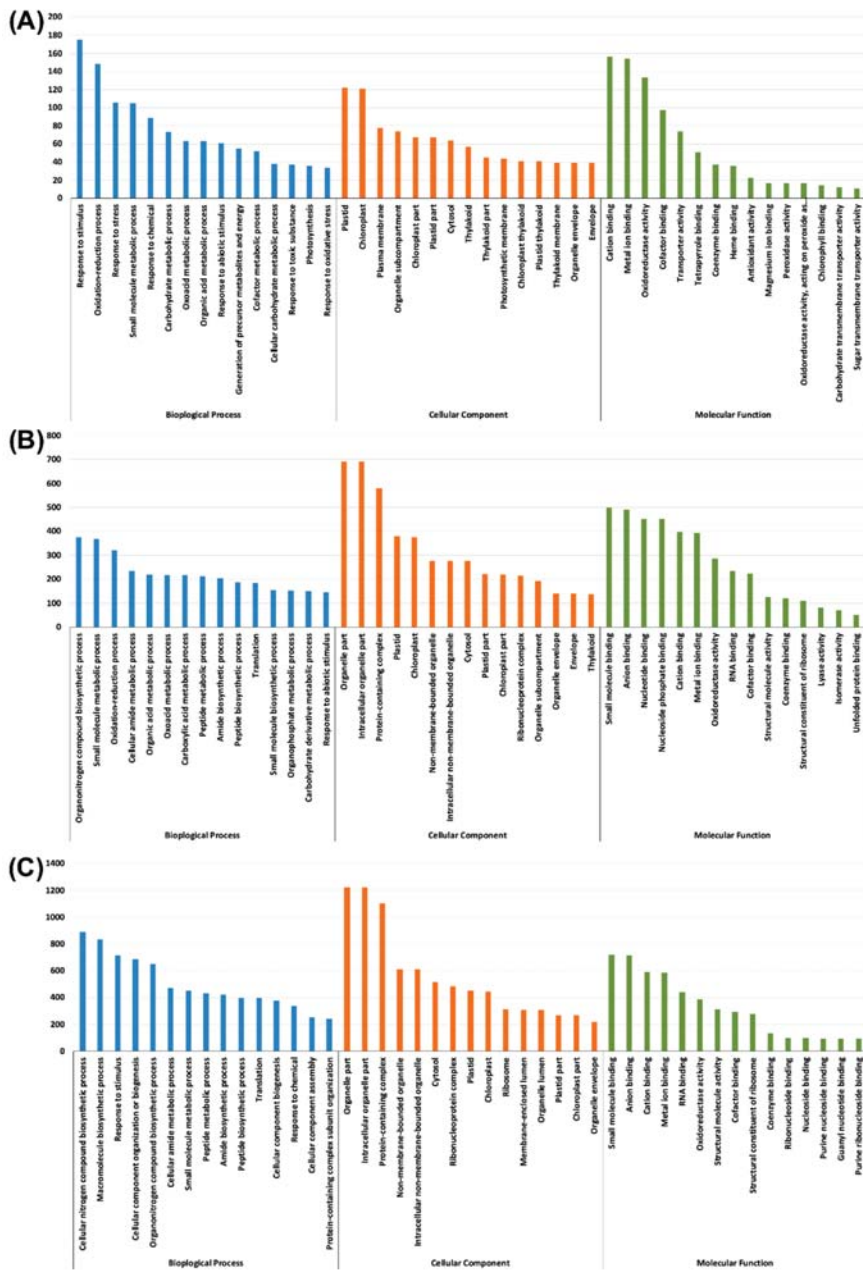 (A)
200
180
160
140
120
100
80
60
40
20
0
Response to stimulus
Oxidation-reduction process
Response to stress
Small molecule metabolic process
Response to chemical
Carbohydrate metabolic process
Oxoacid metabolic process
Organic acid metabolic process
Response to abiotic stimulus
Generation of precursor metabolites and energy
Cofactor metabolic process
Cellular carbohydrate metabolic process
Response to toxic substance
Photosynthesis
Response to oxidative stress
Plastid
Chloroplast
Plasma membrane
Organelle subcompartment
Chloroplast part
Plastid part
Cytosol
Thylakoid
Thylakoid part
Photosynthetic membrane
Chloroplast thylakoid
Plastid thylakoid
Thylakoid membrane
Organelle envelope
Envelope
Cation binding
Metal ion binding
Oxidoreductase activity
Cofactor binding
Transporter activity
Tetrapyrrole binding
Coenzyme binding
Heme binding
Antioxidant activity
Magnesium ion binding
Peroxidase activity
Oxidoreductase activity, acting on peroxide as...
Chlorophyll binding
Carbohydrate transmembrane transporter activity
Sugar transmembrane transporter activity
Bioplogical Process
Cellular Component
Molecular Function
(B)
800
700
600
500
400
300
200
100
0
Organonitrogen compound biosynthetic process
Small molecule metabolic process
Oxidation-reduction process
Cellular amide metabolic process
Organic acid metabolic process
Oxoacid metabolic process
Carboxylic acid metabolic process
Peptide metabolic process
Amide biosynthetic process
Peptide biosynthetic process
Translation
Small molecule biosynthetic process
Organophosphate metabolic process
Carbohydrate derivative metabolic process
Response to abiotic stimulus
Organelle part
Intracellular organelle part
Protein-containing complex
Plastid
Chloroplast
Non-membrane-bounded organelle
Intracellular non-membrane-bounded organelle
Cytosol
Plastid part
Chloroplast part
Ribonucleoprotein complex
Organelle subcompartment
Organelle envelope
Envelope
Thylakoid
Small molecule binding
Anion binding
Nucleotide binding
Nucleoside phosphate binding
Cation binding
Metal ion binding
Oxidoreductase activity
RNA binding
Cofactor binding
Structural molecule activity
Coenzyme binding
Structural constituent of ribosome
Lyase activity
Isomerase activity
Unfolded protein binding
Bioplogical Process
Cellular Component
Molecular Function
(C)
1400
1200
1000
800
600
400
200
0
Cellular nitrogen compound biosynthetic process
Macromolecule biosynthetic process
Response to stimulus
Cellular component organization or biogenesis
Organonitrogen compound biosynthetic process
Cellular amide metabolic process
Small molecule metabolic process
Peptide metabolic process
Amide biosynthetic process
Peptide biosynthetic process
Translation
Cellular component biogenesis
Response to chemical
Cellular component assembly
Protein-containing complex subunit organization
Organelle part
Intracellular organelle part
Protein-containing complex
Non-membrane-bounded organelle
Intracellular non-membrane-bounded organelle
Cytosol
Ribonucleoprotein complex
Plastid
Chloroplast
Ribosome
Membrane-enclosed lumen
Organelle lumen
Plastid part
Chloroplast part
Organelle envelope
Small molecule binding
Anion binding
Cation binding
Metal ion binding
RNA binding
Oxidoreductase activity
Structural molecule activity
Cofactor binding
Structural constituent of ribosome
Coenzyme binding
Ribonucleoside binding
Nucleoside binding
Purine nucleoside binding
Guanyl nucleotide binding
Purine ribonucleoside binding
Bioplogical Process
Cellular Component
Molecular Function